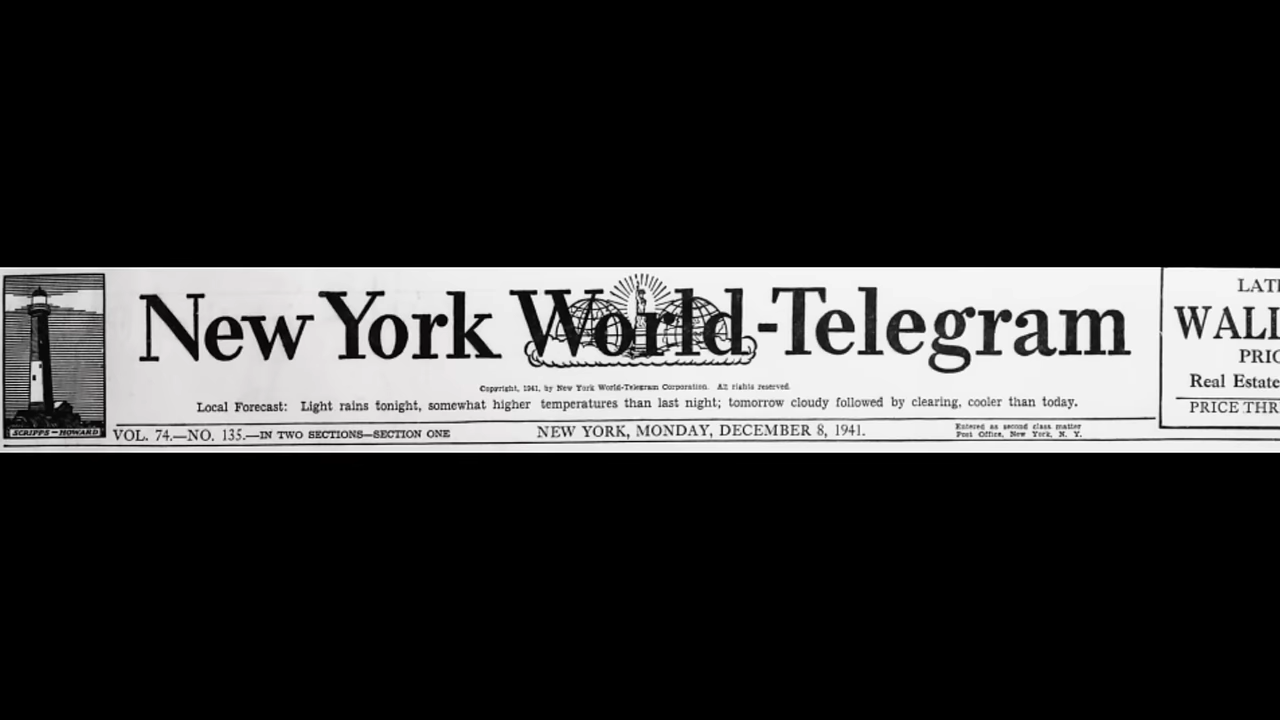 New York World-Telegram
Copyright, 1941, by New York World-Telegram Corporation. All rights reserved.
Local Forecast: Light rains tonight, somewhat higher temperatures than last night; tomorrow cloudy followed by clearing, cooler than today.
SCRIPPS—HOWARD
VOL. 74.—NO. 135.—IN TWO SECTIONS—SECTION ONE
NEW YORK, MONDAY, DECEMBER 8, 1941.
Entered as second class matter
Post Office, New York, N. Y.
LAT
WAL
PRIC
Real Estate
PRICE THR